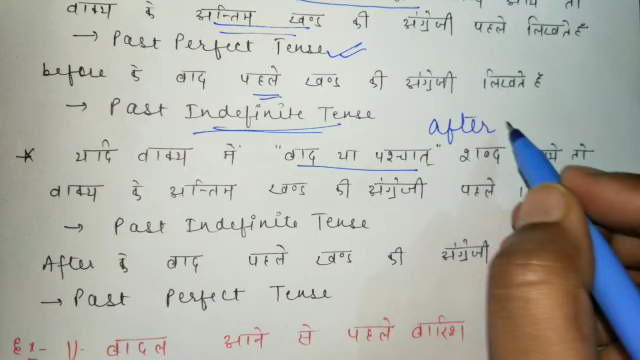 वाक्य के अन्तिम खण्ड की अंग्रेजी पहले लिखते हैं
→ Past Perfect Tense
before के बाद पहले खण्ड की अंग्रेजी लिखते हैं
→ Past Indefinite Tense
after
* यदि वाक्य में "बाद या पश्चात्" शब्द तो
वाक्य के अन्तिम खण्ड की अंग्रेजी पहले
→ Past Indefinite Tense
After के बाद पहले खण्ड की अंग्रेजी
→ Past Perfect Tense
Ex- 1)- बादल आने से पहले बारिश